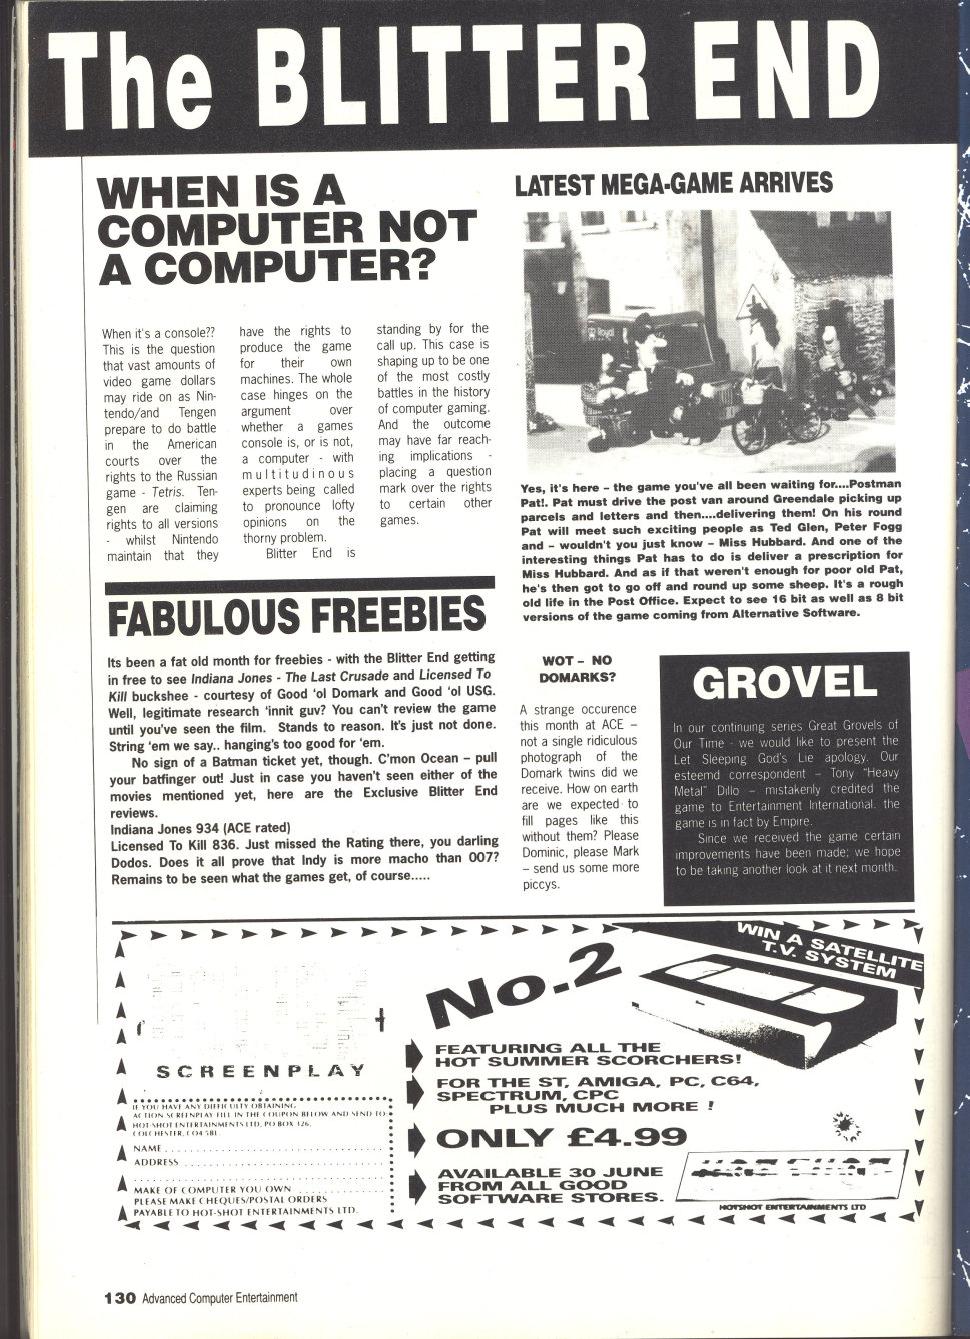 The BLITTER END
WHEN IS A
COMPUTER NOT
A COMPUTER?
When it's a console??
This is the question
that vast amounts of
video game dollars
may ride on as Nin-
tendo/and Tengen
prepare to do battle
in the American
courts over the
rights to the Russian
game - Tetris. Ten-
gen are claiming
rights to all versions
- whilst Nintendo
maintain that they
have the rights to
produce the game
for their own
machines. The whole
case hinges on the
argument over
whether a games
console is, or is not,
a computer - with
multitudinous
experts being called
to pronounce lofty
opinions on the
thorny problem.
Blitter End is
standing by for the
call up. This case is
shaping up to be one
of the most costly
battles in the history
of computer gaming.
And the outcome
may have far reach-
ing implications -
placing a question
mark over the rights
to certain other
games.
FABULOUS FREEBIES
Its been a fat old month for freebies - with the Blitter End getting
in free to see Indiana Jones - The Last Crusade and Licensed To
Kill buckshee - courtesy of Good 'ol Domark and Good 'ol USG.
Well, legitimate research 'innit guv? You can't review the game
until you've seen the film. Stands to reason. It's just not done.
String 'em we say.. hanging's too good for 'em.
No sign of a Batman ticket yet, though. C'mon Ocean – pull
your batfinger out! Just in case you haven't seen either of the
movies mentioned yet, here are the Exclusive Blitter End
reviews.
Indiana Jones 934 (ACE rated)
Licensed To Kill 836. Just missed the Rating there, you darling
Dodos. Does it all prove that Indy is more macho than 007?
Remains to be seen what the games get, of course.....
LATEST MEGA-GAME ARRIVES
Royal
Yes, it's here – the game you've all been waiting for....Postman
Pat!. Pat must drive the post van around Greendale picking up
parcels and letters and then....delivering them! On his round
Pat will meet such exciting people as Ted Glen, Peter Fogg
and – wouldn't you just know – Miss Hubbard. And one of the
interesting things Pat has to do is deliver a prescription for
Miss Hubbard. And as if that weren't enough for poor old Pat,
he's then got to go off and round up some sheep. It's a rough
old life in the Post Office. Expect to see 16 bit as well as 8 bit
versions of the game coming from Alternative Software.
WOT – NO
DOMARKS?
A strange occurence
this month at ACE –
not a single ridiculous
photograph of the
Domark twins did we
receive. How on earth
are we expected to
fill pages like this
without them? Please
Dominic, please Mark
– send us some more
piccys.
GROVEL
In our continuing series Great Grovels of
Our Time - we would like to present the
Let Sleeping God's Lie apology. Our
esteemd correspondent – Tony "Heavy
Metal" Dillo – mistakenly credited the
game to Entertainment International. the
game is in fact by Empire.
Since we received the game certain
improvements have been made; we hope
to be taking another look at it next month.
SCREENPLAY
IF YOU HAVE ANY DIFFICULTY OBTAINING
ACTION SCREENPLAY FILL IN THE COUPON BELOW AND SEND TO:
HOT-SHOT ENTERTAINMENTS LTD, PO BOX 126,
COLCHESTER, CO4 5BL.
NAME
ADDRESS
MAKE OF COMPUTER YOU OWN
PLEASE MAKE CHEQUES/POSTAL ORDERS
PAYABLE TO HOT-SHOT ENTERTAINMENTS LTD.
No.2
WIN A SATELLITE
T.V. SYSTEM
FEATURING ALL THE
HOT SUMMER SCORCHERS!
FOR THE ST, AMIGA, PC, C64,
SPECTRUM, CPC
PLUS MUCH MORE !
ONLY £4.99
AVAILABLE 30 JUNE
FROM ALL GOOD
SOFTWARE STORES.
HOTSHOT ENTERTAINMENTS LTD
130 Advanced Computer Entertainment